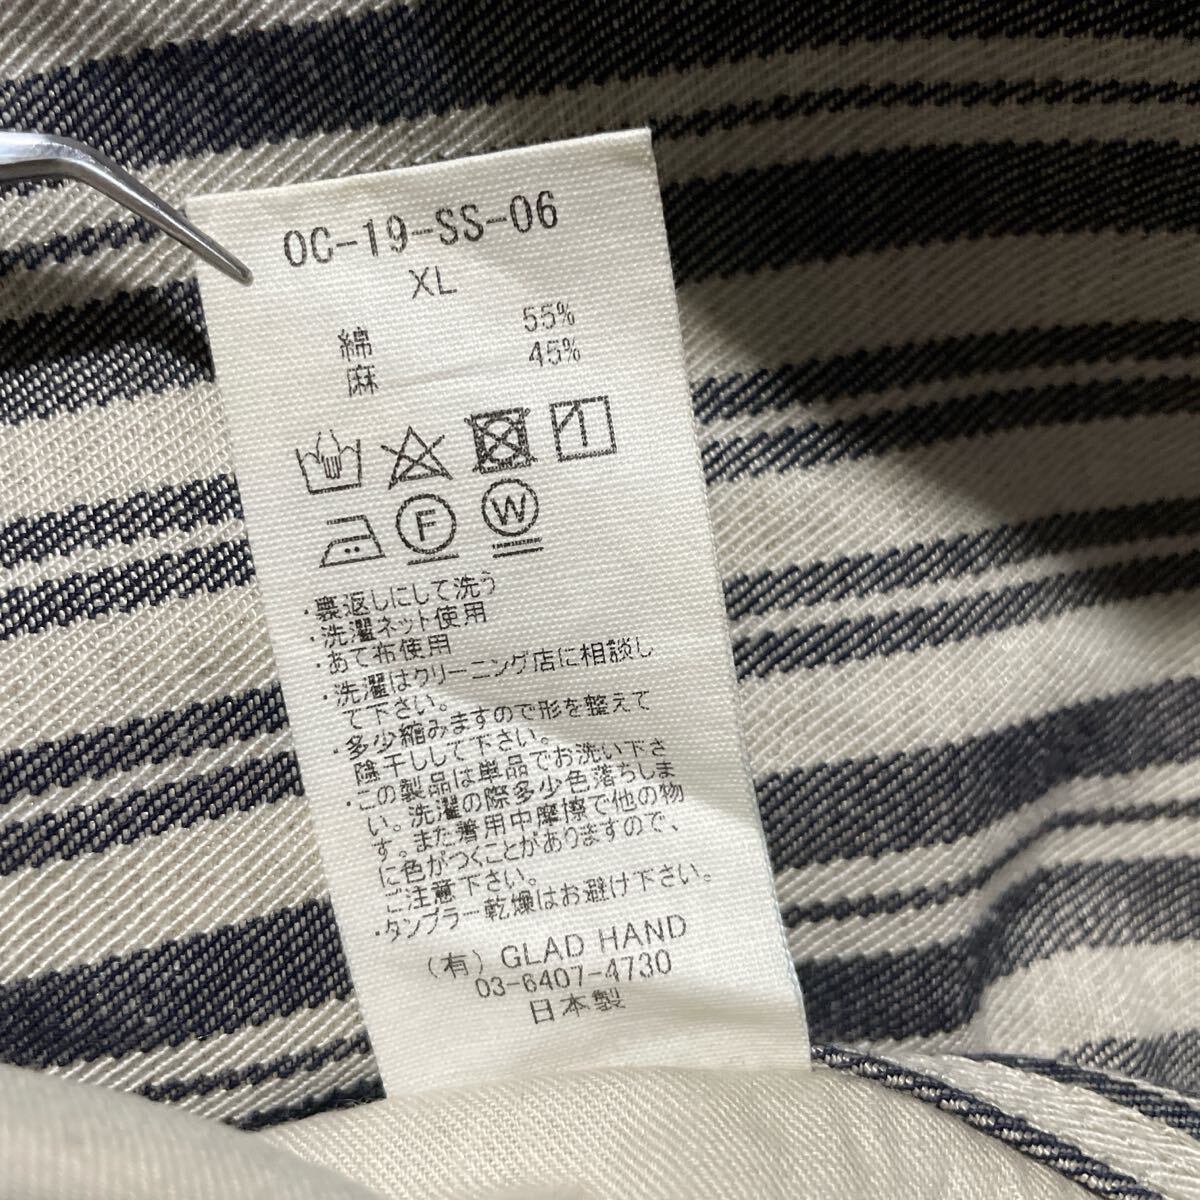 OC-19-SS-06
XL
綿 55%
麻 45%
F W
・裏返しにして洗う
・洗濯ネット使用
・あて布使用
・洗濯はクリーニング店に相談し
て下さい。
・多少縮みますので形を整えて
陰干しして下さい。
・この製品は単品でお洗い下さ
い。洗濯の際多少色落ちしま
す。また着用中摩擦で他の物
に色がつくことがありますので、
ご注意下さい。
・タンブラー乾燥はお避け下さい。
(有) GLAD HAND
03-6407-4730
日本製